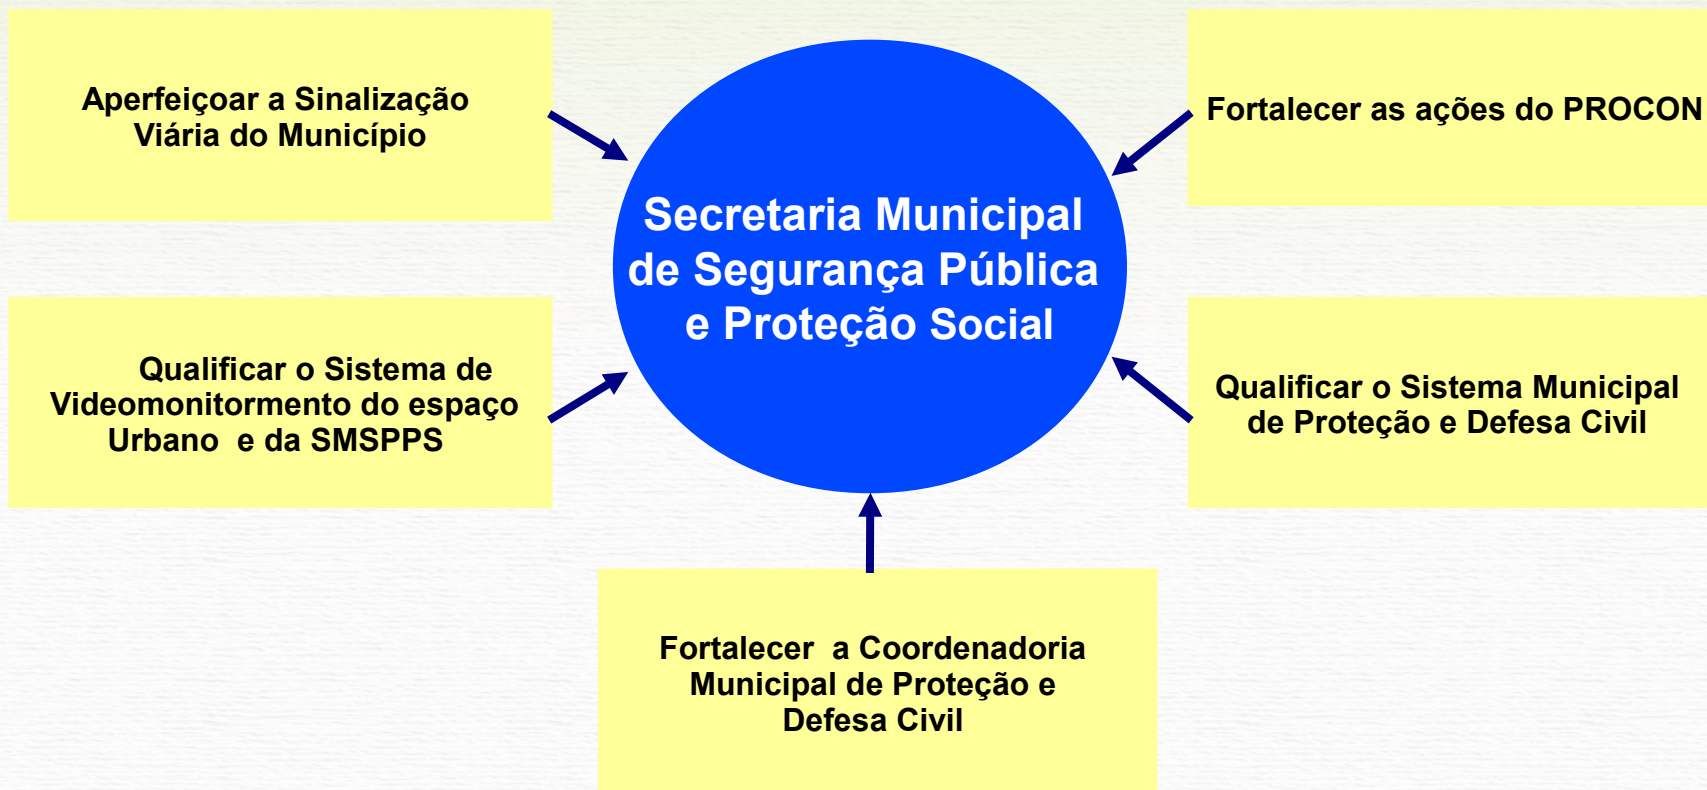 Aperfeiçoar a Sinalização
Viária do Município
Fortalecer as ações do PROCON
Secretaria Municipal
de Segurança Pública
e Proteção Social
Qualificar o Sistema de
Videomonitormento do espaço
Urbano e da SMSPPS
Qualificar o Sistema Municipal
de Proteção e Defesa Civil
Fortalecer a Coordenadoria
Municipal de Proteção e
Defesa Civil